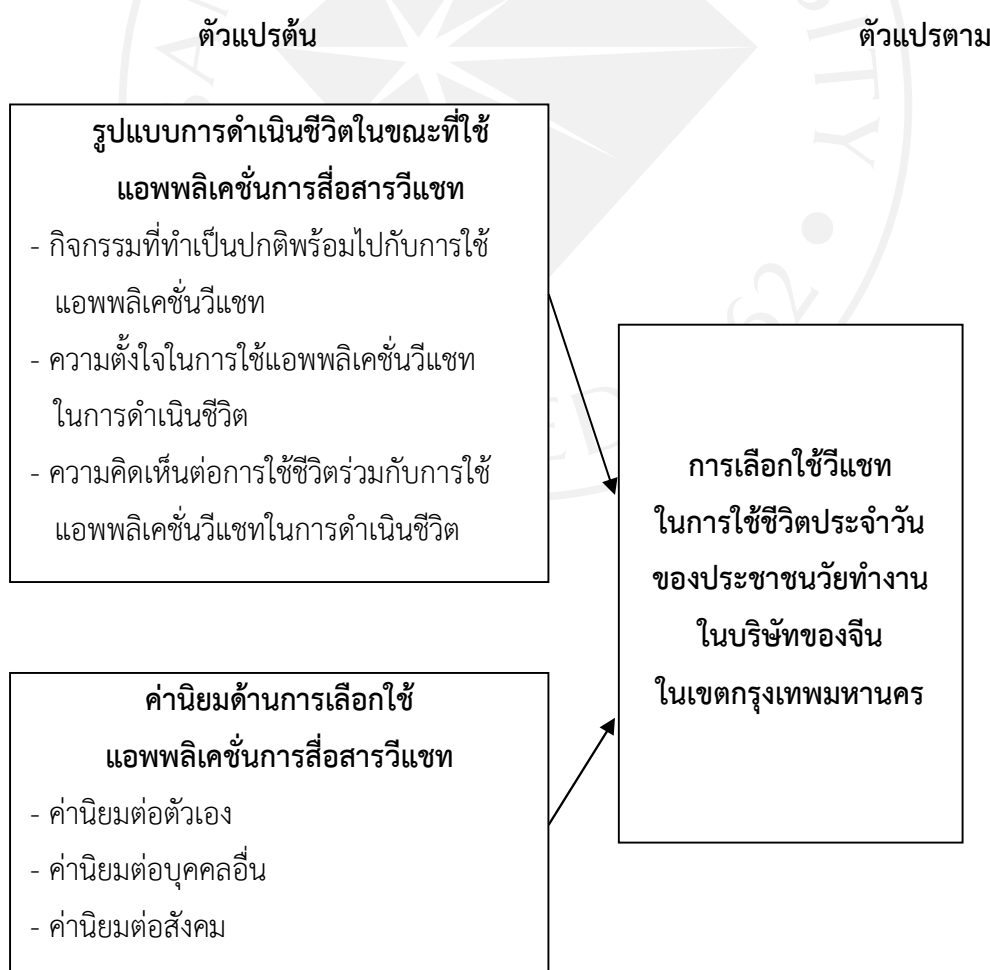 ตัวแปรต้น
ตัวแปรตาม
รูปแบบการดำเนินชีวิตในขณะที่ใช้
แอพพลิเคชั่นการสื่อสารวีแชท
- กิจกรรมที่ทำเป็นปกติพร้อมไปกับการใช้
แอพพลิเคชั่นวีแชท
- ความตั้งใจในการใช้แอพพลิเคชั่นวีแชท
ในการดำเนินชีวิต
- ความคิดเห็นต่อการใช้ชีวิตร่วมกับการใช้
แอพพลิเคชั่นวีแชทในการดำเนินชีวิต
ค่านิยมด้านการเลือกใช้
แอพพลิเคชั่นการสื่อสารวีแชท
- ค่านิยมต่อตัวเอง
- ค่านิยมต่อบุคคลอื่น
- ค่านิยมต่อสังคม
การเลือกใช้วีแชท
ในการใช้ชีวิตประจำวัน
ของประชาชนวัยทำงาน
ในบริษัทของจีน
ในเขตกรุงเทพมหานคร